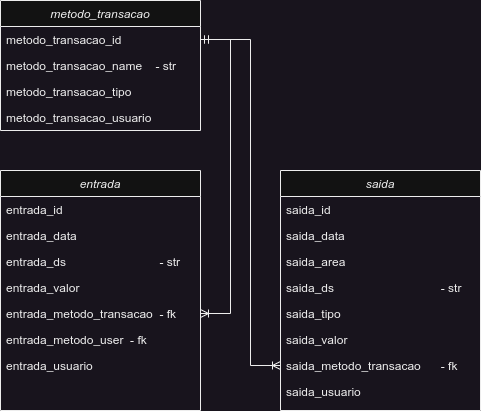 metodo_transacao
metodo_transacao_id
metodo_transacao_name - str
metodo_transacao_tipo
metodo_transacao_usuario
entrada
entrada_id
entrada_data
entrada_ds - str
entrada_valor
entrada_metodo_transacao - fk
entrada_metodo_user - fk
entrada_usuario
saida
saida_id
saida_data
saida_area
saida_ds - str
saida_tipo
saida_valor
saida_metodo_transacao - fk
saida_usuario